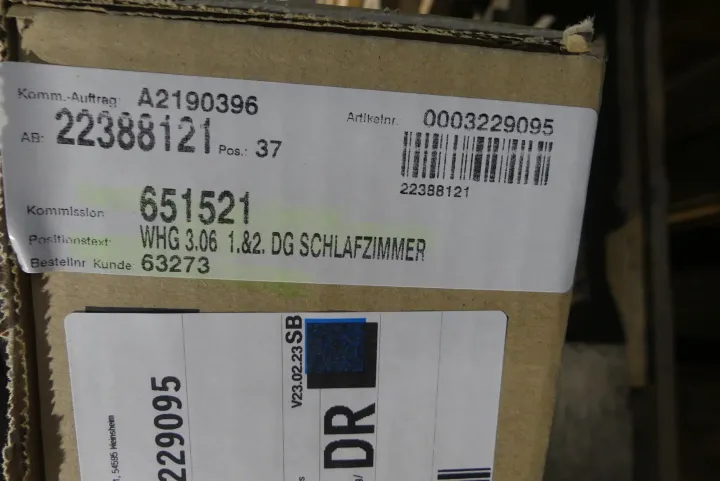 Komm.-Auftrag: A2190396
Artikelnr. 0003229095
AB: 22388121 Pos.: 37
22388121
Kommission 651521
Positionstext: WHG 3.06 1.&2. DG SCHLAFZIMMER
Bestellnr Kunde 63273
V23.02.23 SB
DR
229095
54595